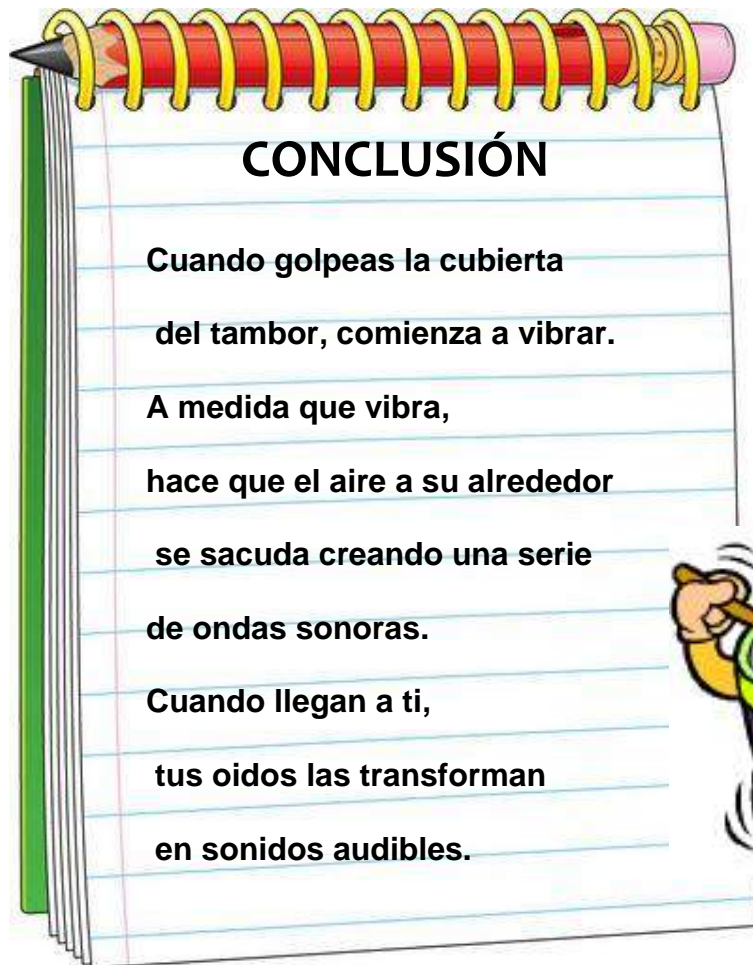 CONCLUSIÓN
Cuando golpeas la cubierta
del tambor, comienza a vibrar.
A medida que vibra,
hace que el aire a su alrededor
se sacuda creando una serie
de ondas sonoras.
Cuando llegan a ti,
tus oidos las transforman
en sonidos audibles.